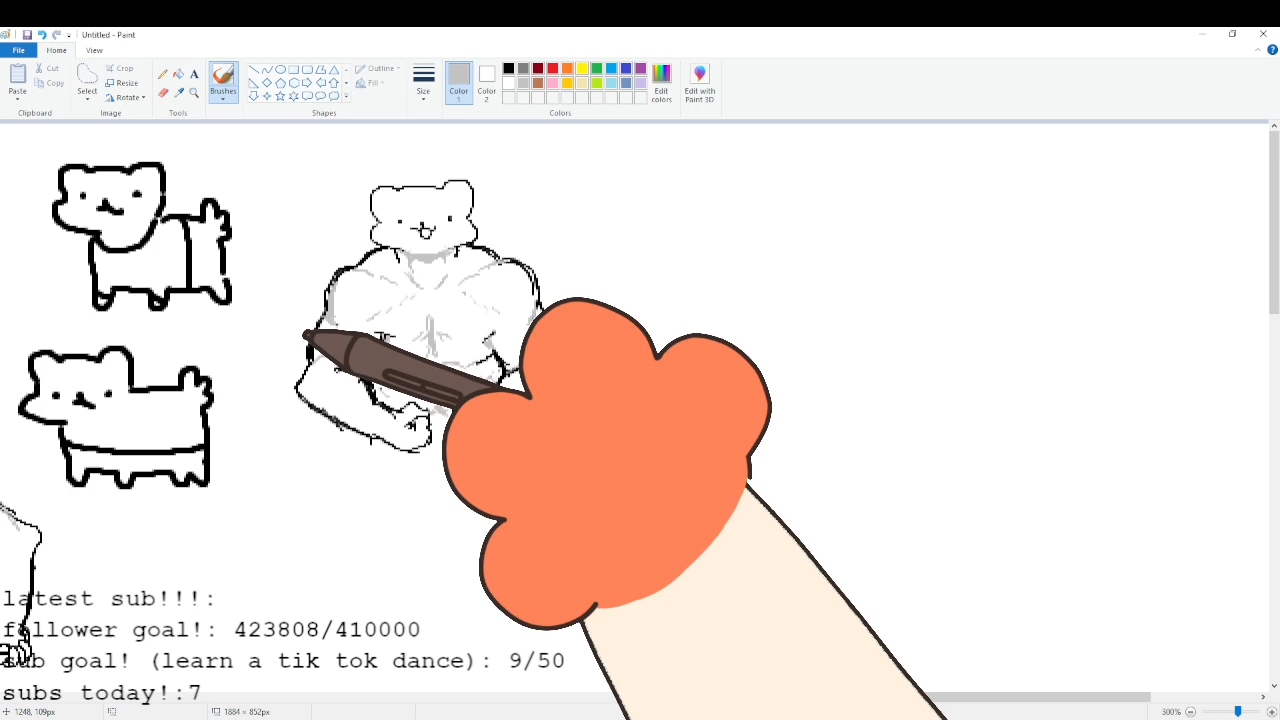 Untitled - Paint
File Home View
Paste
Cut
Copy
Clipboard
Select
Crop
Resize
Rotate
Image
A
Tools
Brushes
Outline
Fill
Shapes
Size
Color 1
Color 2
Edit colors
Edit with Paint 3D
Colors
latest sub!!!:
follower goal!: 423808/410000
sub goal! (learn a tik tok dance): 9/50
subs today!:7
1248, 109px
1884 × 852px
300%